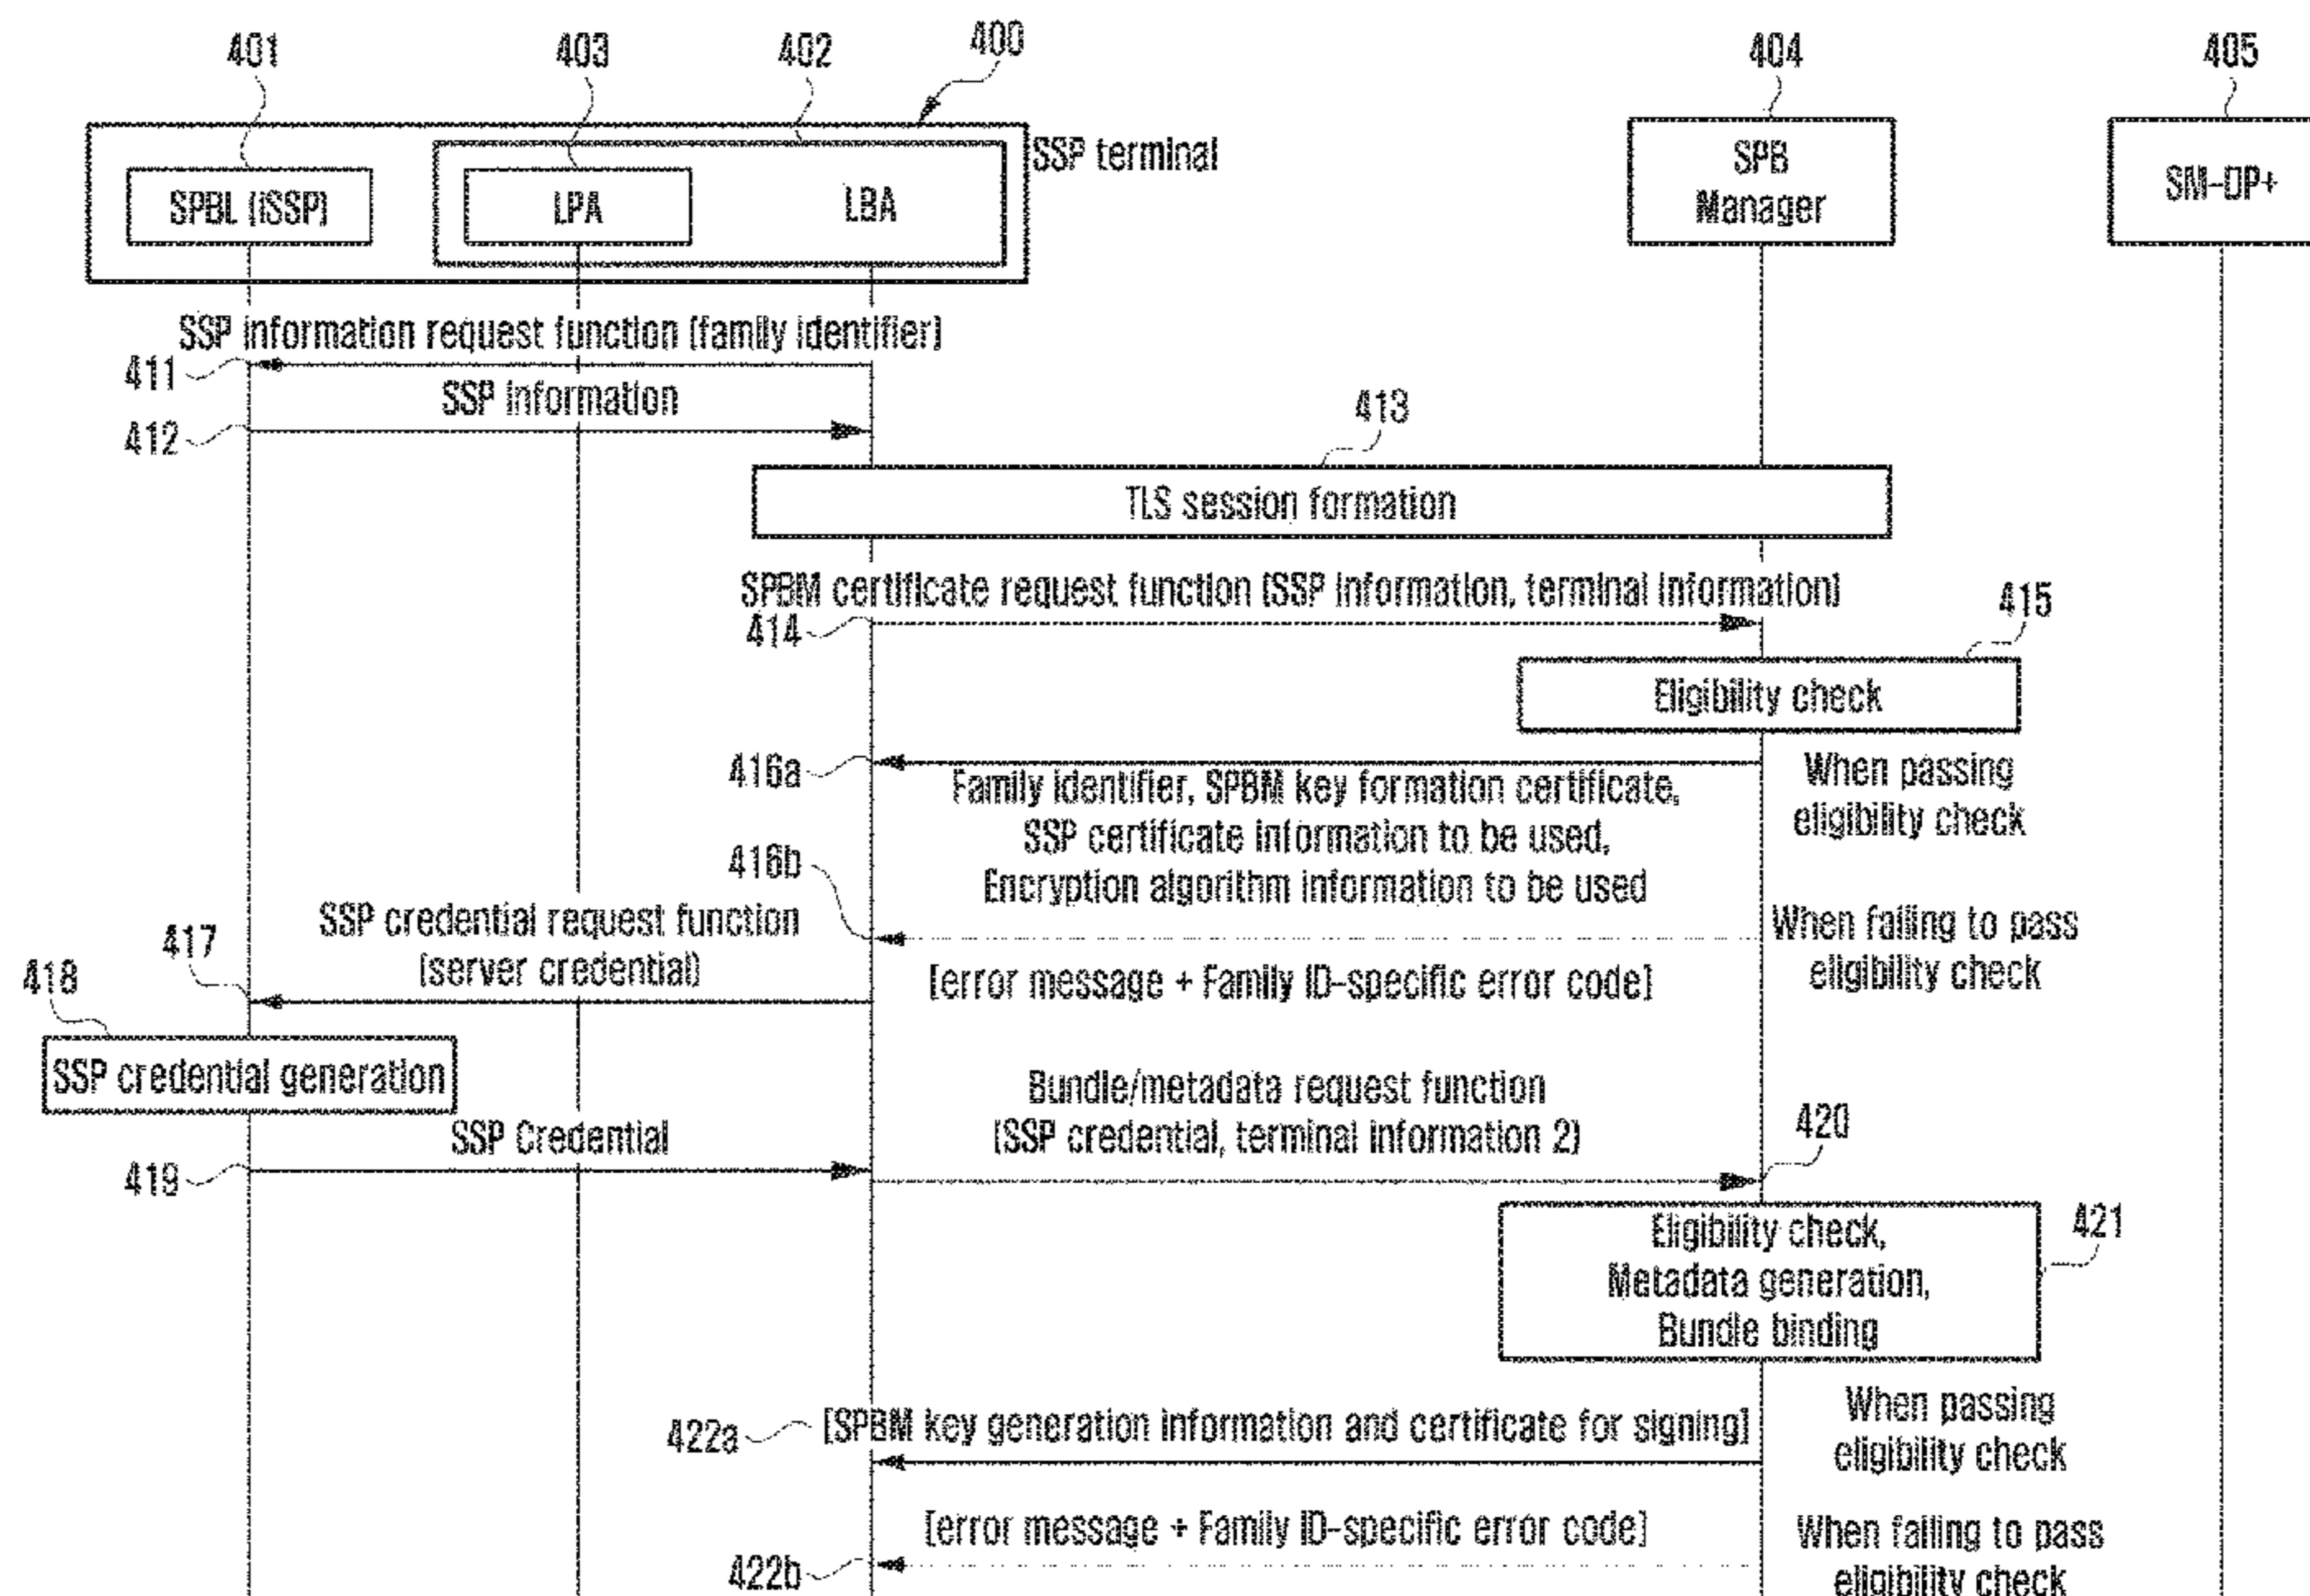 401
403
402
400
404
405
SSP terminal
SPBL (iSSP)
LPA
LBA
SPB
Manager
SM-DP+
SSP information request function (family identifier)
411
SSP information
412
413
TLS session formation
SPBM certificate request function (SSP information, terminal information)
414
415
Eligibility check
416a
When passing
eligibility check
Family identifier, SPBM key formation certificate,
SSP certificate information to be used,
Encryption algorithm information to be used
416b
When failing to pass
eligibility check
[error message + Family ID-specific error code]
SSP credential request function
(server credential)
417
418
SSP credential generation
SSP Credential
419
Bundle/metadata request function
(SSP credential, terminal information 2)
420
Eligibility check,
Metadata generation,
Bundle binding
421
422a
[SPBM key generation information and certificate for signing]
When passing
eligibility check
[error message + Family ID-specific error code]
422b
When failing to pass
eligibility check